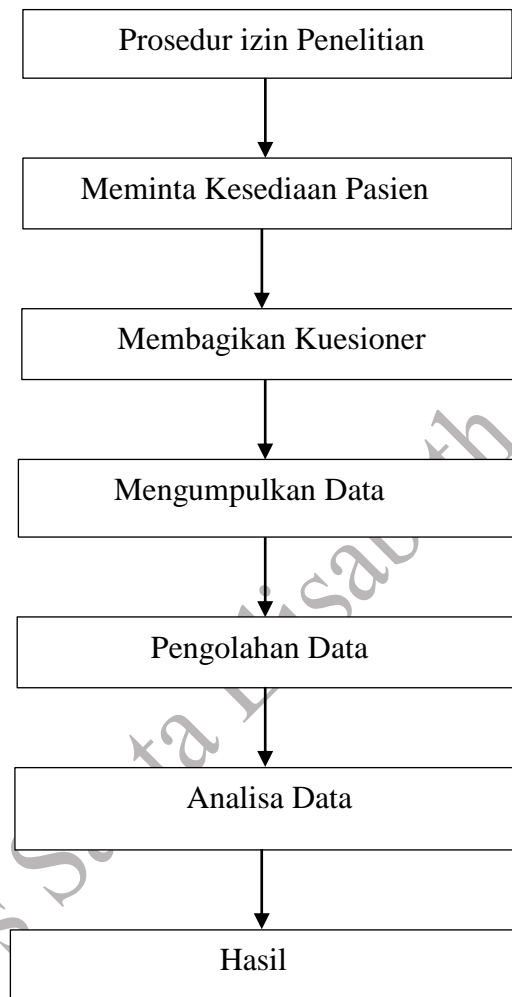 Prosedur izin Penelitian
Meminta Kesediaan Pasien
Membagikan Kuesioner
Mengumpulkan Data
Pengolahan Data
Analisa Data
Hasil